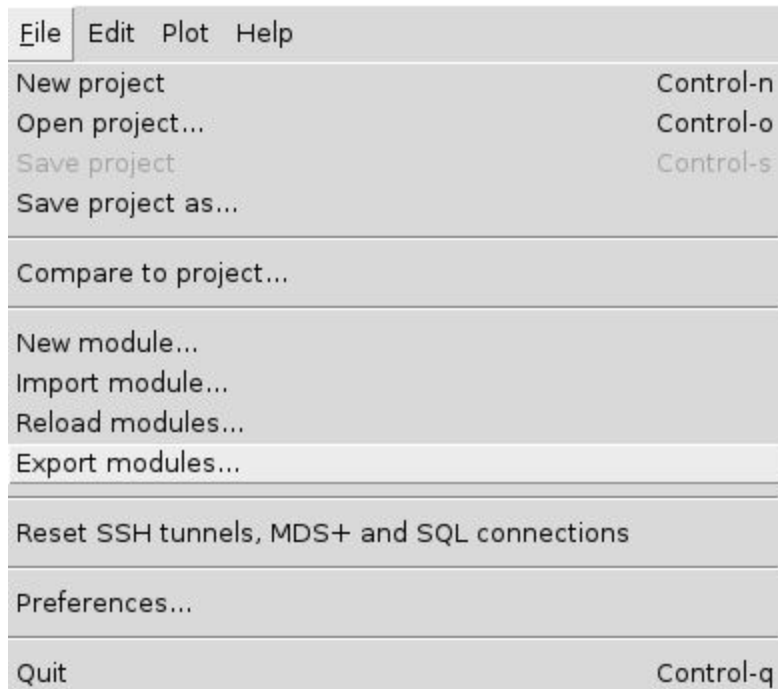 File Edit Plot Help
New project Control-n
Open project... Control-o
Save project Control-s
Save project as...
Compare to project...
New module...
Import module...
Reload modules...
Export modules...
Reset SSH tunnels, MDS+ and SQL connections
Preferences...
Quit Control-q